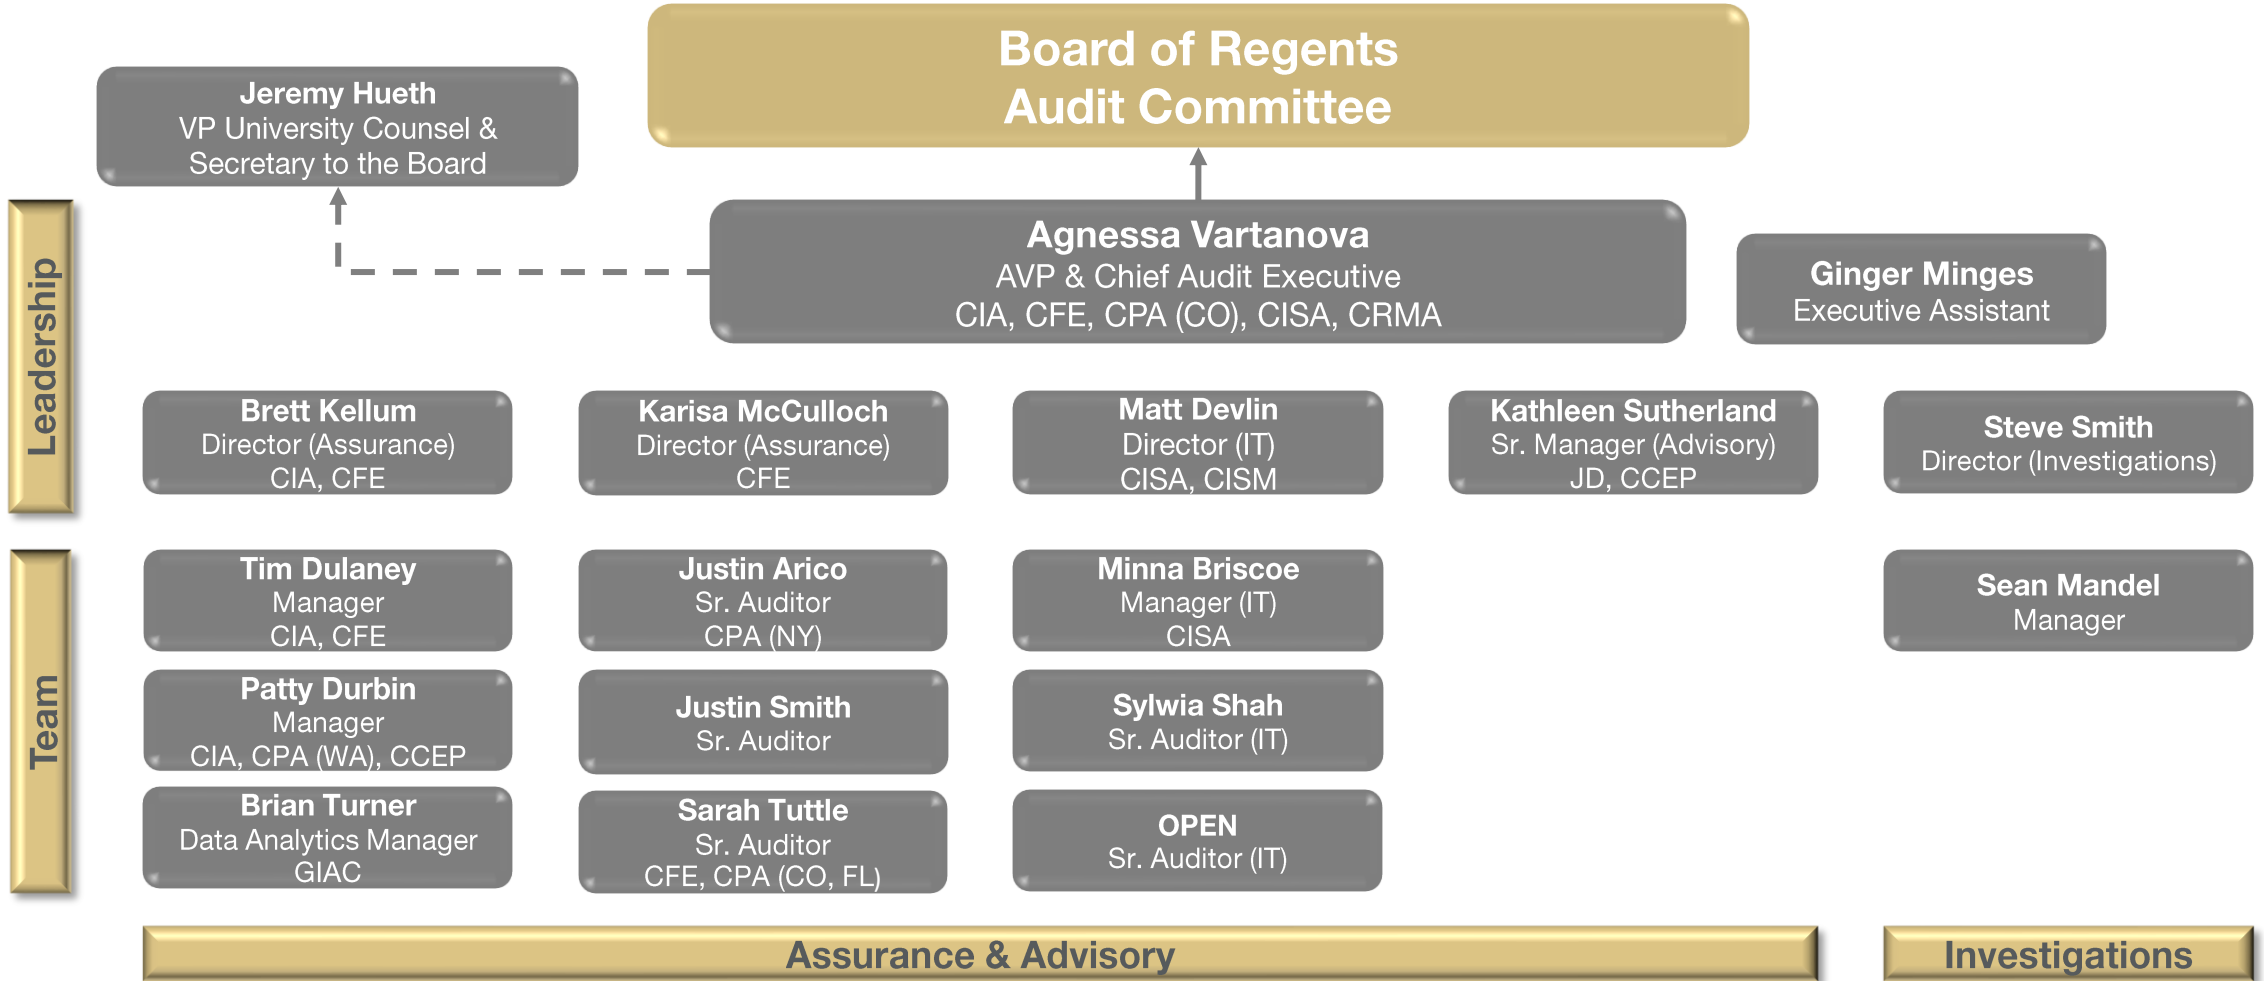 Board of Regents
Audit Committee
Jeremy Hueth
VP University Counsel &
Secretary to the Board
Agnessa Vartanova
AVP & Chief Audit Executive
CIA, CFE, CPA (CO), CISA, CRMA
Ginger Minges
Executive Assistant
Leadership
Brett Kellum
Director (Assurance)
CIA, CFE
Karisa McCulloch
Director (Assurance)
CFE
Matt Devlin
Director (IT)
CISA, CISM
Kathleen Sutherland
Sr. Manager (Advisory)
JD, CCEP
Steve Smith
Director (Investigations)
Team
Tim Dulaney
Manager
CIA, CFE
Justin Arico
Sr. Auditor
CPA (NY)
Minna Briscoe
Manager (IT)
CISA
Sean Mandel
Manager
Patty Durbin
Manager
CIA, CPA (WA), CCEP
Justin Smith
Sr. Auditor
Sylwia Shah
Sr. Auditor (IT)
Brian Turner
Data Analytics Manager
GIAC
Sarah Tuttle
Sr. Auditor
CFE, CPA (CO, FL)
OPEN
Sr. Auditor (IT)
Assurance & Advisory
Investigations